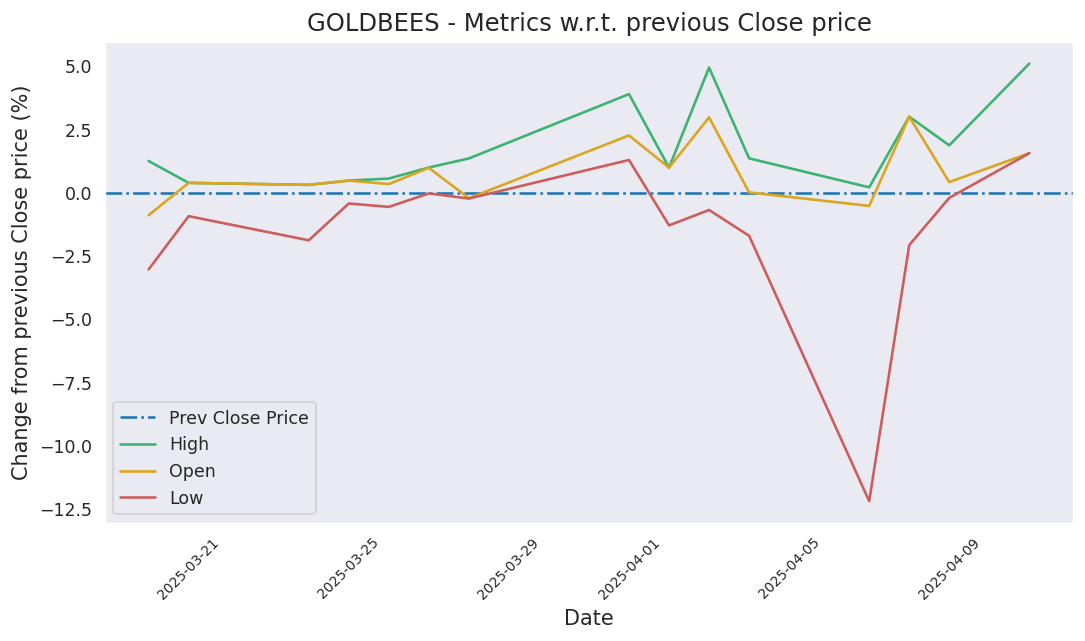 GOLDBEES - Metrics w.r.t. previous Close price
Change from previous Close price (%)
5.0
2.5
0.0
−2.5
−5.0
−7.5
−10.0
−12.5
Prev Close Price
High
Open
Low
2025-03-21
2025-03-25
2025-03-29
2025-04-01
2025-04-05
2025-04-09
Date